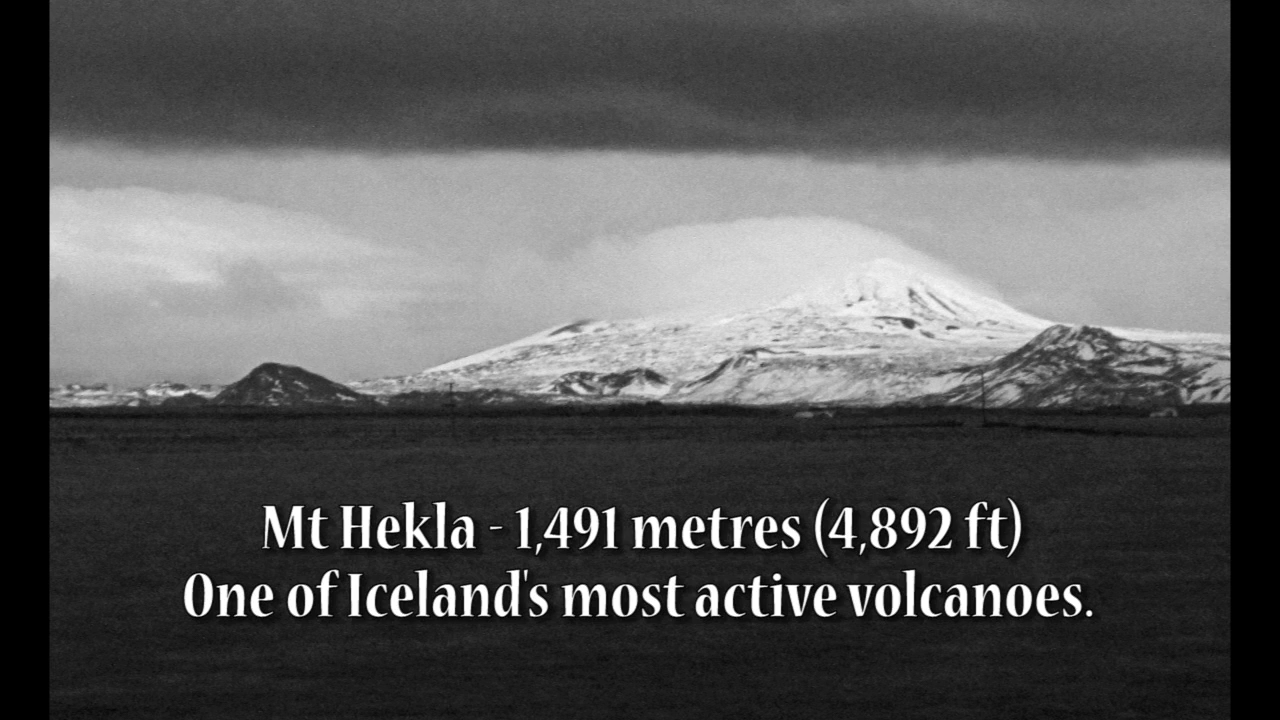 Mt Hekla - 1,491 metres (4,892 ft)
One of Iceland's most active volcanoes.